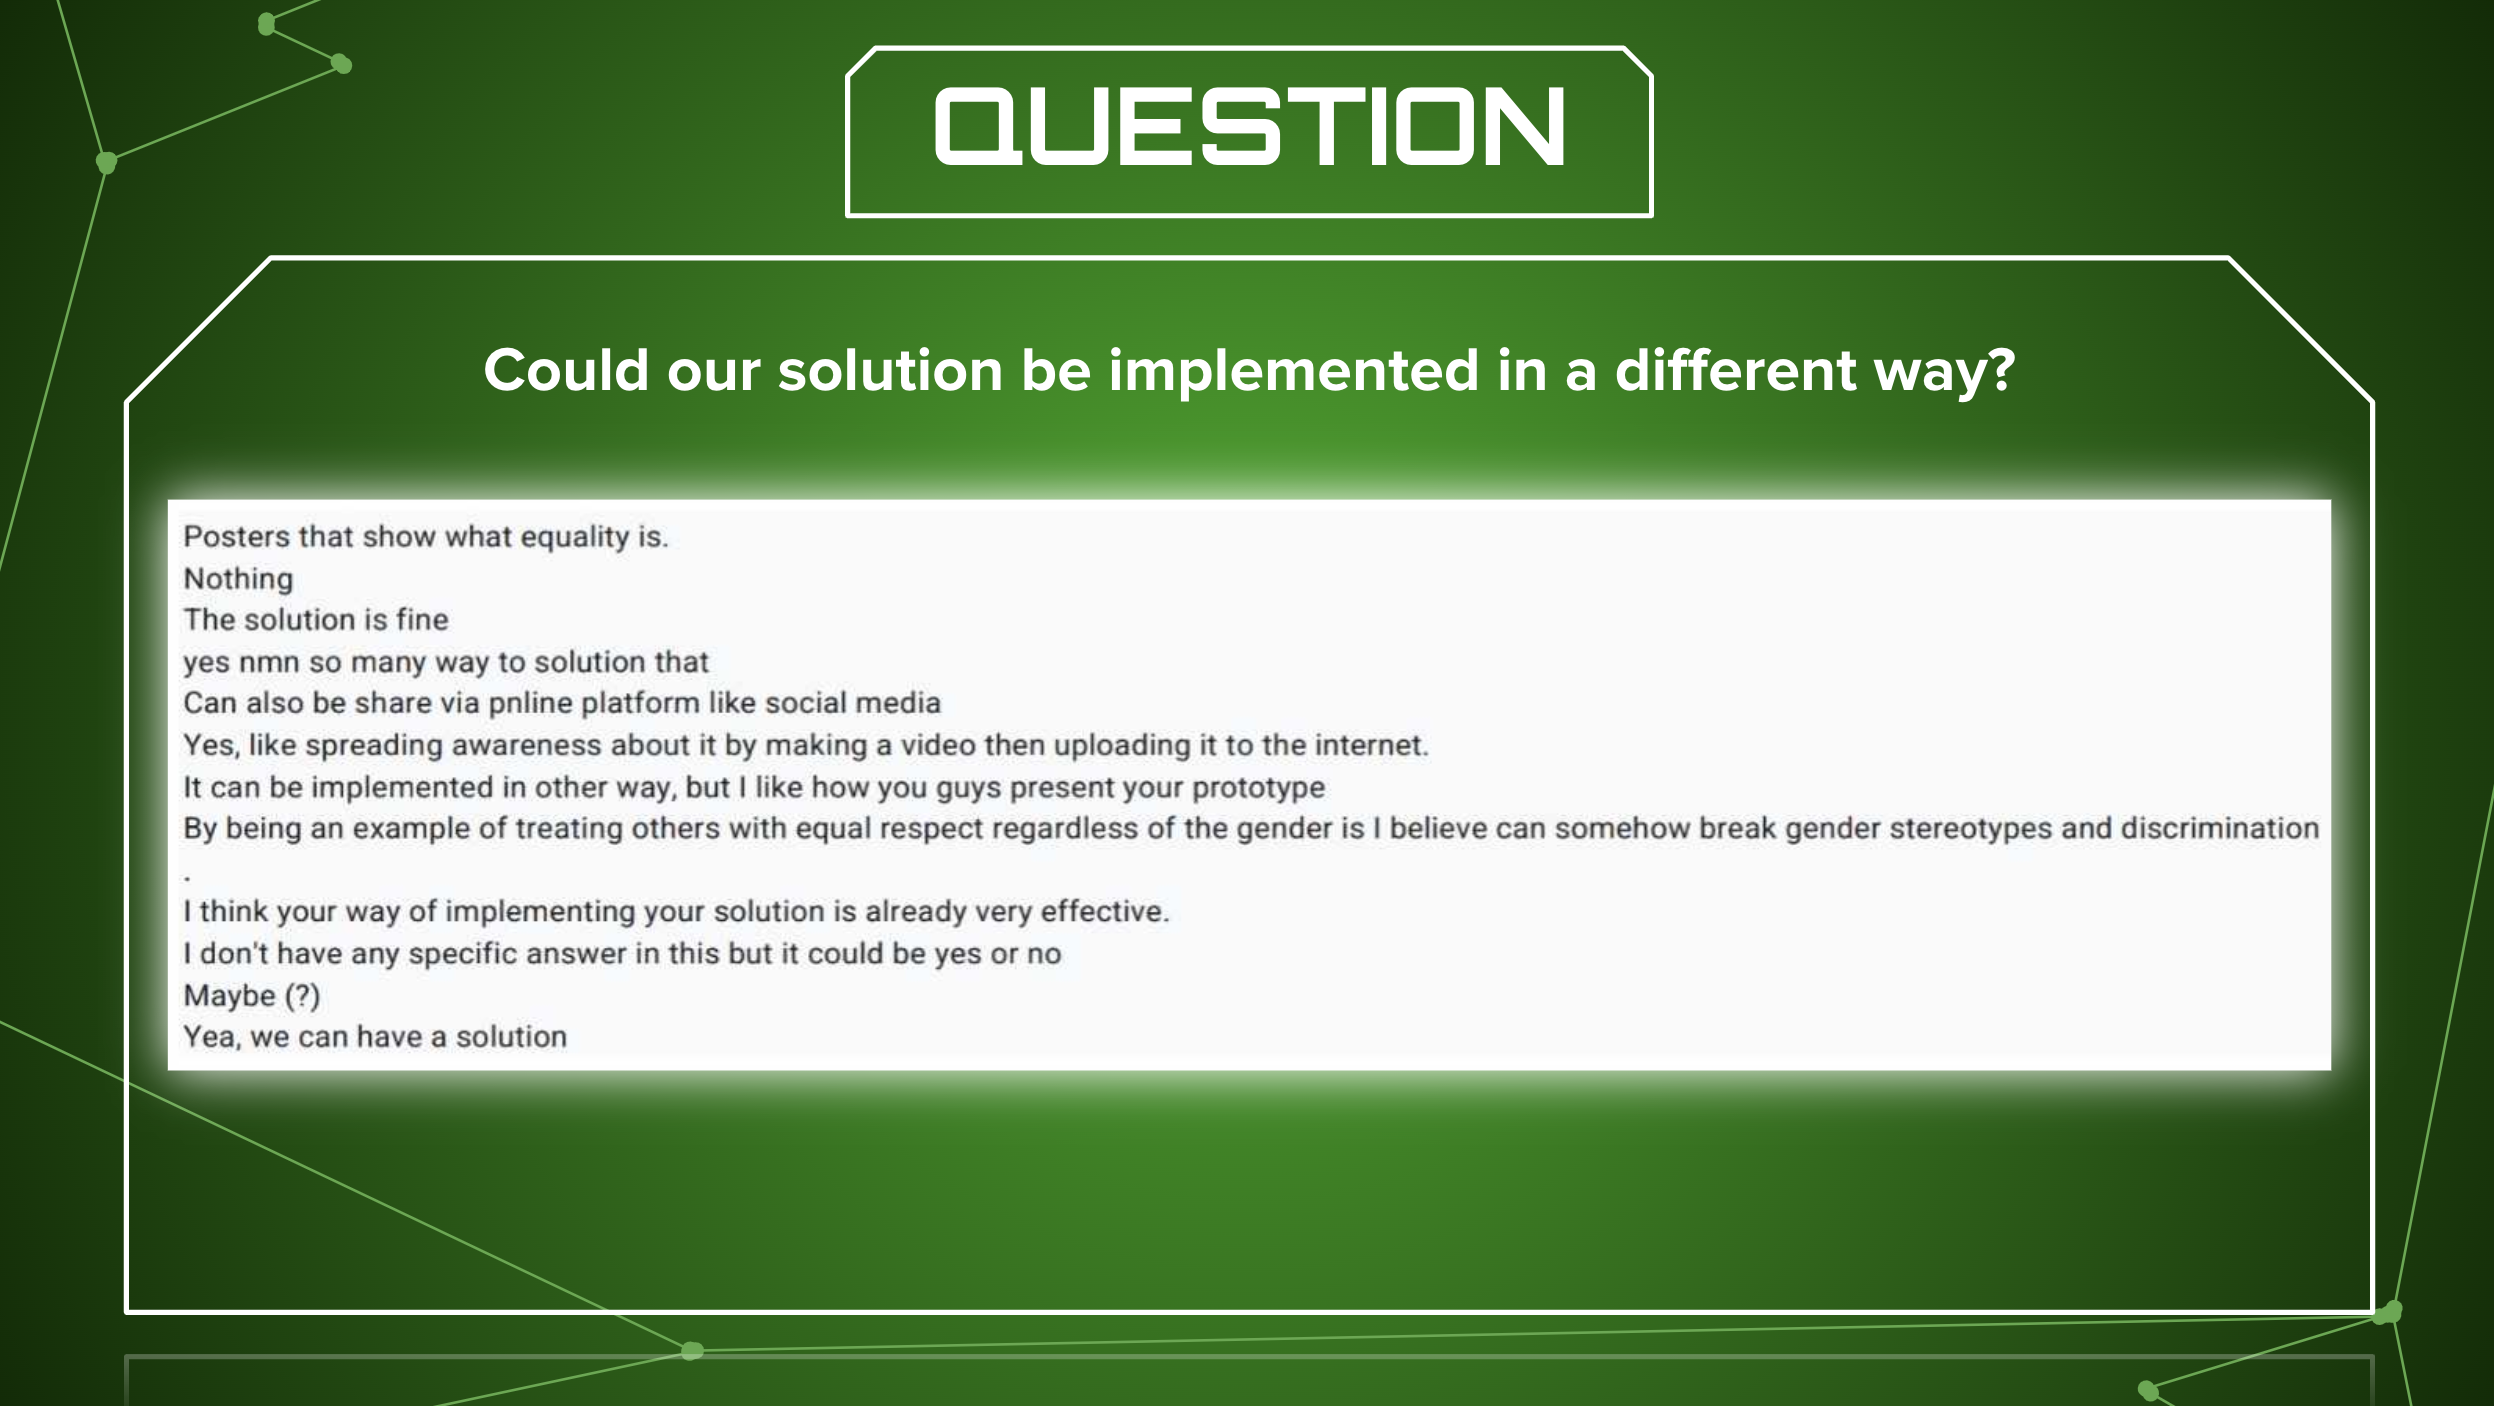 QUESTION
Could our solution be implemented in a different way?
Posters that show what equality is.
Nothing
The solution is fine
yes nmn so many way to solution that
Can also be share via pnline platform like social media
Yes, like spreading awareness about it by making a video then uploading it to the internet.
It can be implemented in other way, but I like how you guys present your prototype
By being an example of treating others with equal respect regardless of the gender is I believe can somehow break gender stereotypes and discrimination
.
I think your way of implementing your solution is already very effective.
I don't have any specific answer in this but it could be yes or no
Maybe (?)
Yea, we can have a solution